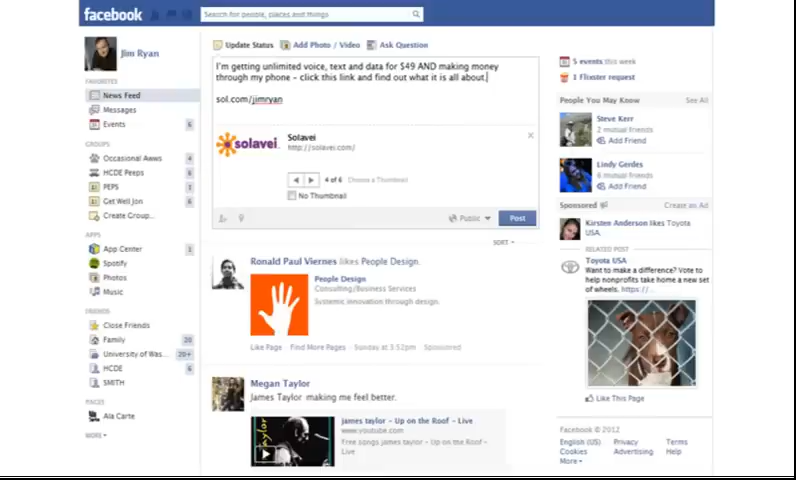 facebook
Search for people, places and things
Jim Ryan
FAVORITES
News Feed
Messages
Events 6
GROUPS
Occasional Awws 4
HCDE Peeps 6
PEPS 1
Get Well Jon 6
Create Group...
APPS
App Center 1
Spotify
Photos
Music
FRIENDS
Close Friends
Family 20
University of Was... 20+
HCDE 6
SMITH
PAGES
Ala Carte
MORE
Update Status Add Photo / Video Ask Question
I'm getting unlimited voice, text and data for $49 AND making money
through my phone – click this link and find out what it is all about.
sol.com/jimryan
solavei
Solavei
http://solavei.com/
4 of 6 Choose a Thumbnail
No Thumbnail
Public Post
SORT
Ronald Paul Viernes likes People Design.
People Design
Consulting/Business Services
Systemic innovation through design.
Like Page · Find More Pages · Sunday at 3:52pm · Sponsored
Megan Taylor
James Taylor making me feel better.
james taylor - Up on the Roof - Live
www.youtube.com
Free songs james taylor - Up on the Roof -
Live
5 events this week
1 Flixster request
People You May Know See All
Steve Kerr
2 mutual friends
Add Friend
Lindy Gerdes
6 mutual friends
Add Friend
Sponsored Create an Ad
Kirsten Anderson likes Toyota
USA.
RELATED POST
Toyota USA
Want to make a difference? Vote to
help nonprofits take home a new set
of wheels. https://...
Like This Page
Facebook © 2012
English (US) Privacy Terms
Cookies Advertising Help
More